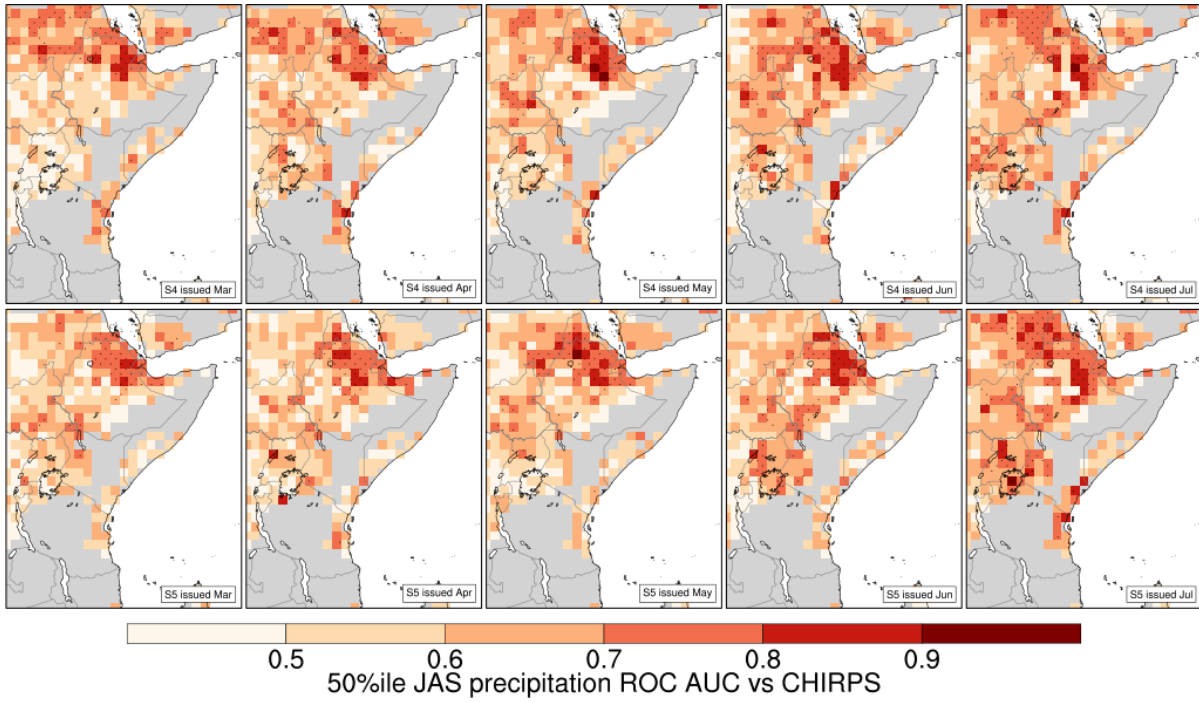 S4 issued Mar
S4 issued Apr
S4 issued May
S4 issued Jun
S4 issued Jul
S5 issued Mar
S5 issued Apr
S5 issued May
S5 issued Jun
S5 issued Jul
0.5 0.6 0.7 0.8 0.9
50%ile JAS precipitation ROC AUC vs CHIRPS